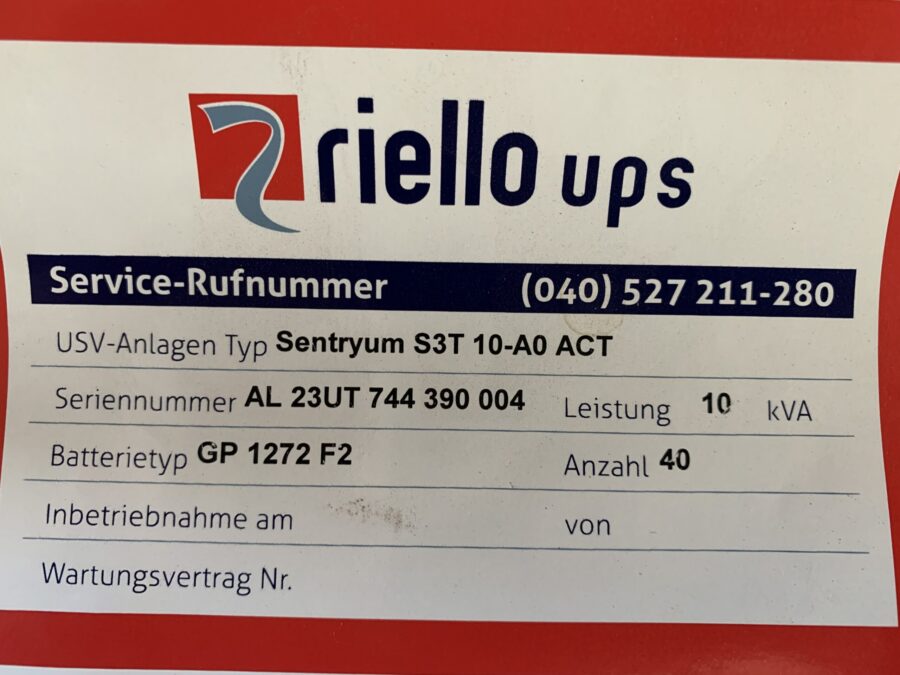 riello ups
Service-Rufnummer (040) 527 211-280
USV-Anlagen Typ Sentryum S3T 10-A0 ACT
Seriennummer AL 23UT 744 390 004 Leistung 10 kVA
Batterietyp GP 1272 F2 Anzahl 40
Inbetriebnahme am von
Wartungsvertrag Nr.